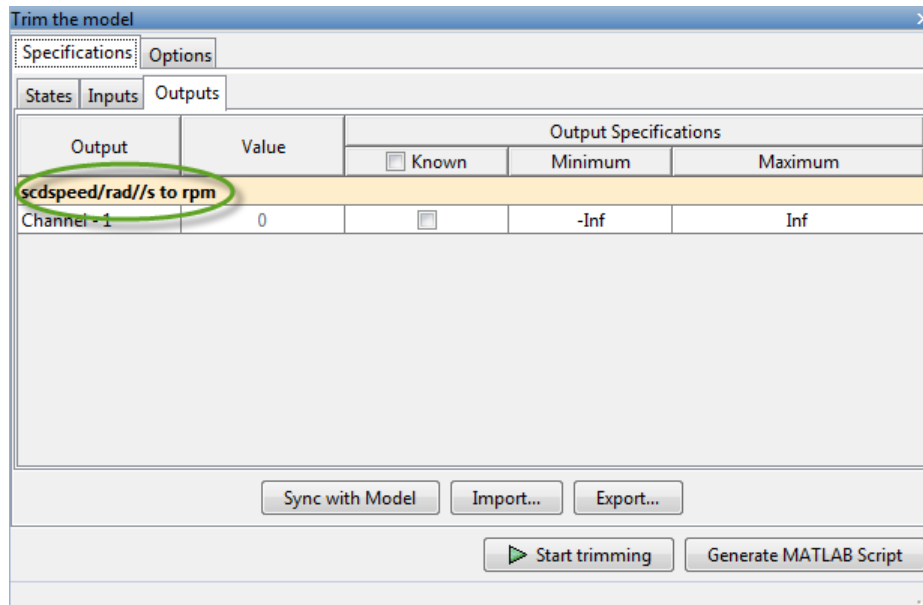 Trim the model
Specifications Options
States Inputs Outputs
Output Value Output Specifications
Known Minimum Maximum
scdspeed/rad//s to rpm
Channel - 1 0 -Inf Inf
Sync with Model Import... Export...
Start trimming Generate MATLAB Script